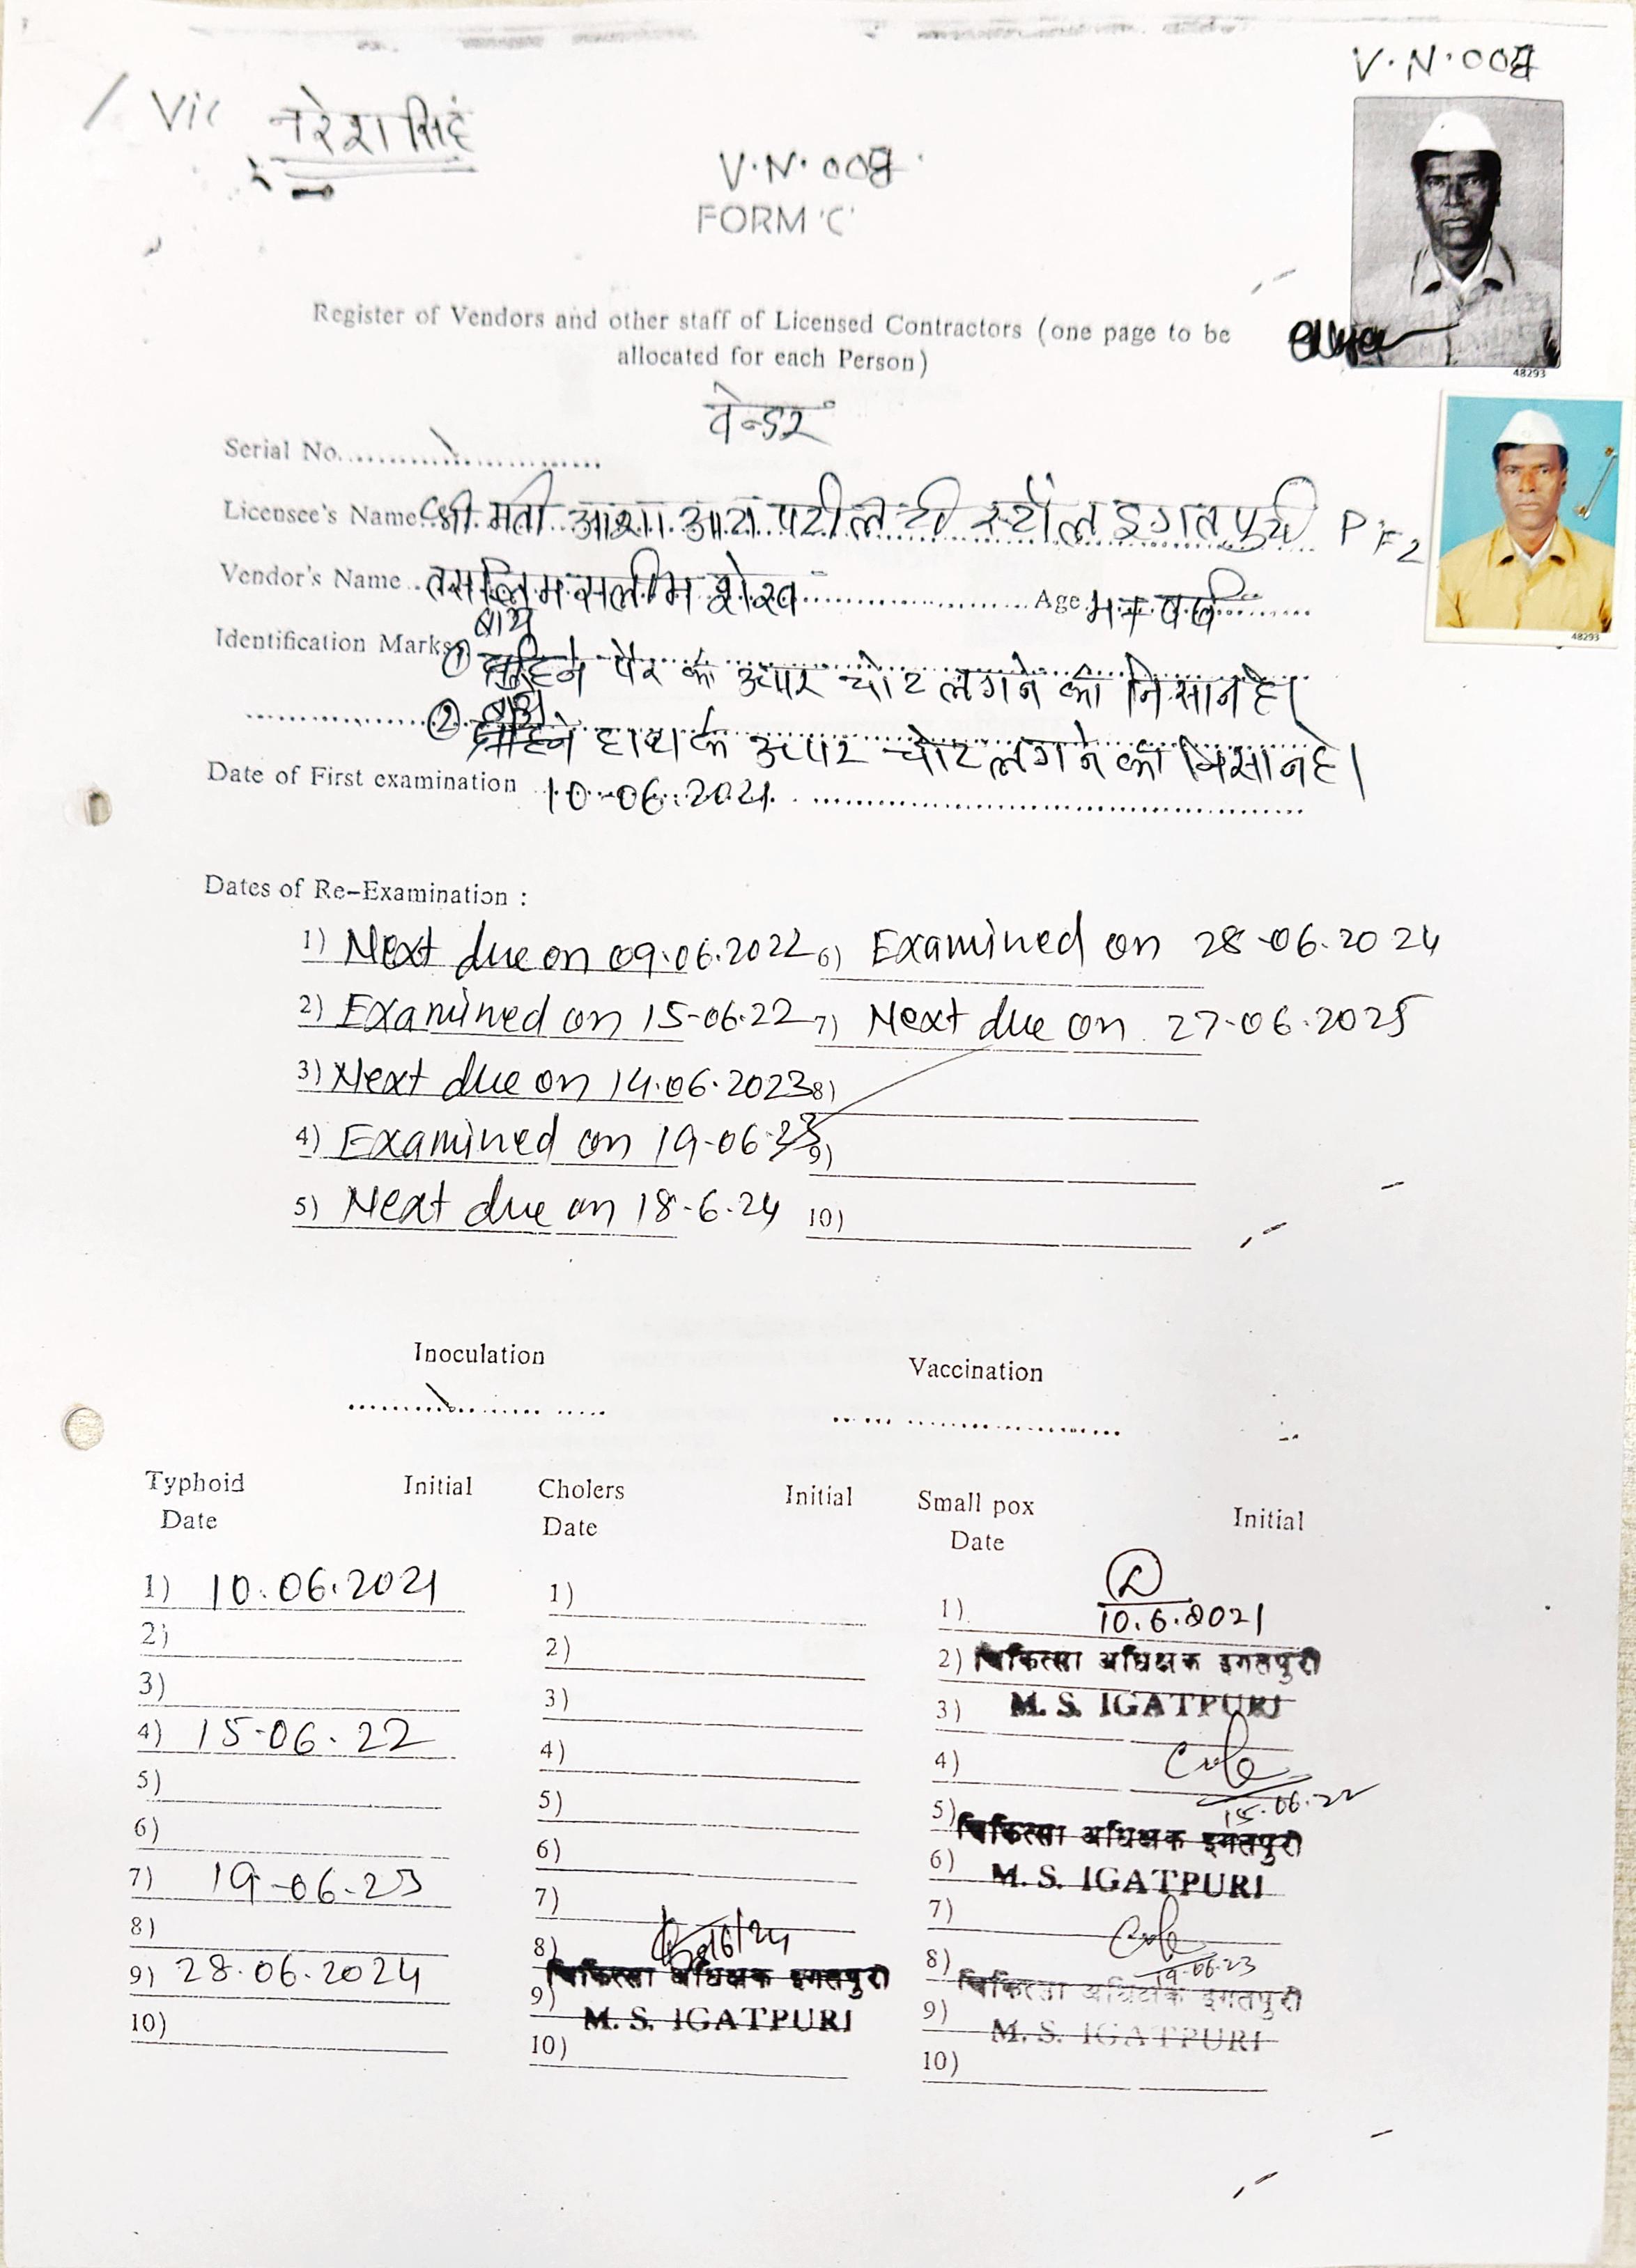 V.N.008
Vic नरेश सिहं
V.N.008
FORM 'C'
Register of Vendors and other staff of Licensed Contractors (one page to be
allocated for each Person)
वेन्डर
48293
Serial No.
Licensee's Name श्री मती आशा आय पटील टी स्टॉल इगतपुरी PF2
Vendor's Name तसलिम सलीम शेख Age वर्ष
48293
बाये
Identification Marks ① दाहिने पैर के उपर चोट लगने की निसान है।
बाये
② दाहिने हाथ के उपर चोट लगने की निसान है।
Date of First examination 10-06-2021
Dates of Re-Examination :
1) Next due on 09.06.2022 6) Examined on 28-06.2024
2) Examined on 15-06.22 7) Next due on 27-06.2025
3) Next due on 14.06.2023 8)
4) Examined on 19-06-23 9)
5) Next due on 18-6-24 10)
Inoculation Vaccination
Typhoid Initial Cholers Initial Small pox Initial
Date Date Date
1) 10.06.2021 1) 1) 10.6.2021
2) 2) 2) चिकित्सा अधिक्षक इगतपुरी
3) 3) 3) M. S. IGATPURI
4) 15-06.22 4) 4)
15.06.22
5) 5) 5) चिकित्सा अधिक्षक इगतपुरी
6) 6) 6) M. S. IGATPURI
7) 19-06-23 7) 7)
8) 8) 28/6/24 8) 19-06-23
9) 28.06.2024 चिकित्सा अधिक्षक इगतपुरी चिकित्सा अधिक्षक इगतपुरी
9) M. S. IGATPURI 9) M. S. IGATPURI
10) 10) 10)